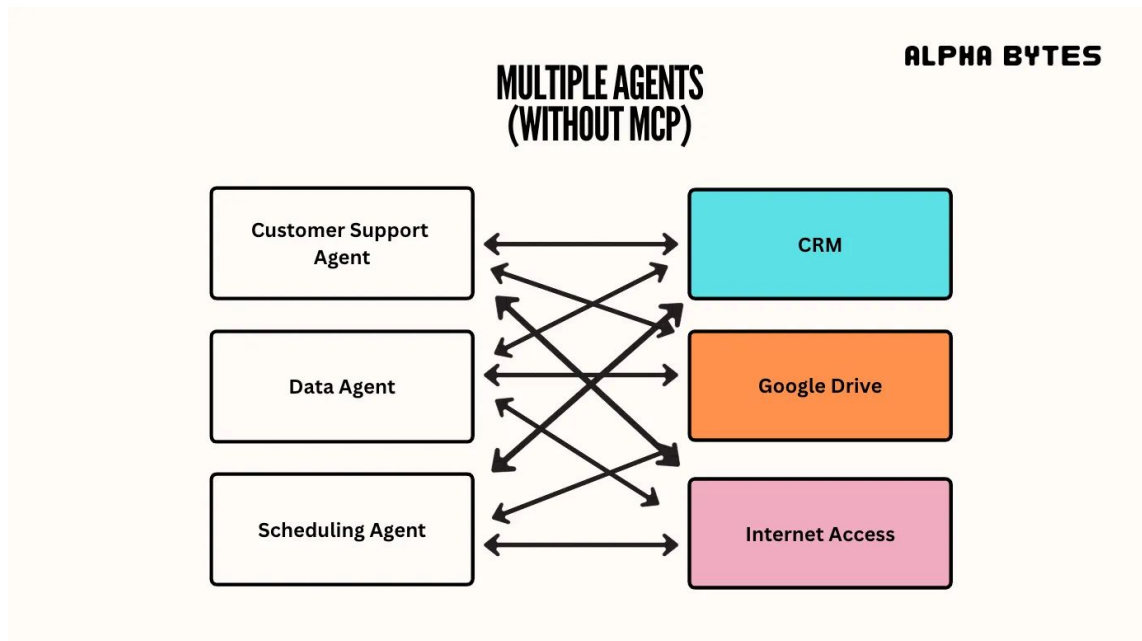 ALPHA BYTES
MULTIPLE AGENTS
(WITHOUT MCP)
Customer Support
Agent
CRM
Data Agent
Google Drive
Scheduling Agent
Internet Access